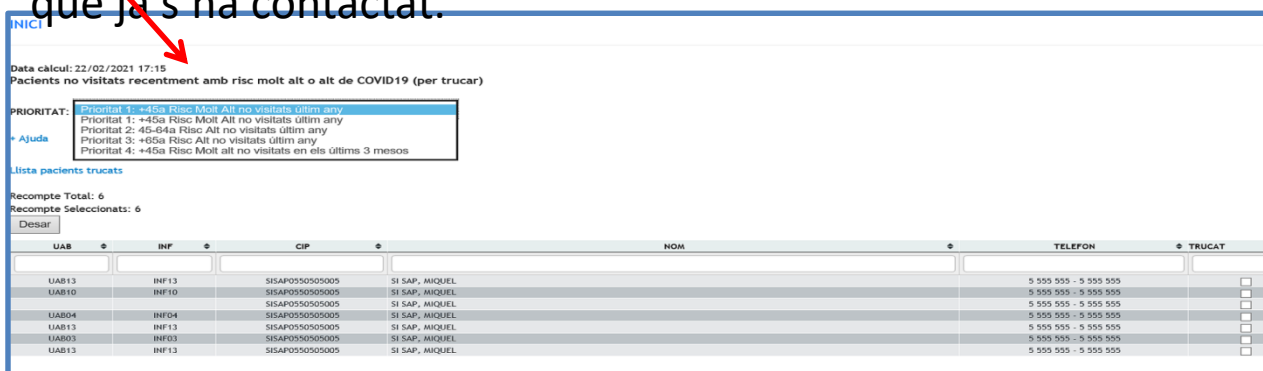 que ja s'ha contactat.
INICI
Data càlcul: 22/02/2021 17:15
Pacients no visitats recentment amb risc molt alt o alt de COVID19 (per trucar)
PRIORITAT: Prioritat 1: +45a Risc Molt Alt no visitats últim any
Prioritat 1: +45a Risc Molt Alt no visitats últim any
Prioritat 2: 45-64a Risc Alt no visitats últim any
Prioritat 3: +65a Risc Alt no visitats últim any
Prioritat 4: +45a Risc Molt alt no visitats en els últims 3 mesos
+ Ajuda
Llista pacients trucats
Recompte Total: 6
Recompte Seleccionats: 6
Desar
UAB INF CIP NOM TELEFON TRUCAT
UAB13 INF13 SISAP0550505005 SI SAP, MIQUEL 5 555 555 - 5 555 555
UAB10 INF10 SISAP0550505005 SI SAP, MIQUEL 5 555 555 - 5 555 555
SISAP0550505005 SI SAP, MIQUEL 5 555 555 - 5 555 555
UAB04 INF04 SISAP0550505005 SI SAP, MIQUEL 5 555 555 - 5 555 555
UAB13 INF13 SISAP0550505005 SI SAP, MIQUEL 5 555 555 - 5 555 555
UAB03 INF03 SISAP0550505005 SI SAP, MIQUEL 5 555 555 - 5 555 555
UAB13 INF13 SISAP0550505005 SI SAP, MIQUEL 5 555 555 - 5 555 555